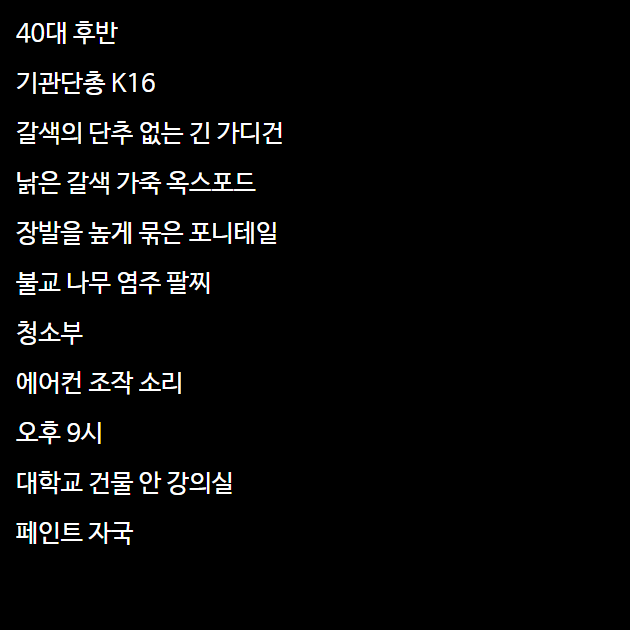 40대 후반
기관단총 K16
갈색의 단추 없는 긴 가디건
낡은 갈색 가죽 옥스포드
장발을 높게 묶은 포니테일
불교 나무 염주 팔찌
청소부
에어컨 조작 소리
오후 9시
대학교 건물 안 강의실
페인트 자국